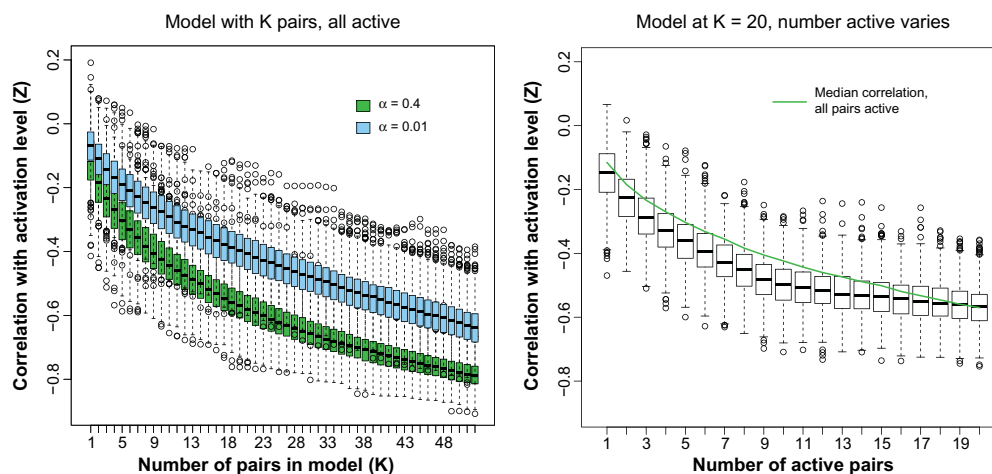 Model with K pairs, all active
Correlation with activation level (Z)
0.2
0.0
−0.2
−0.4
−0.6
−0.8
α = 0.4
α = 0.01
1 5 9 13 18 23 28 33 38 43 48
Number of pairs in model (K)
Model at K = 20, number active varies
Correlation with activation level (Z)
0.2
0.0
−0.2
−0.4
−0.6
−0.8
Median correlation,
all pairs active
1 3 5 7 9 11 13 15 17 19
Number of active pairs